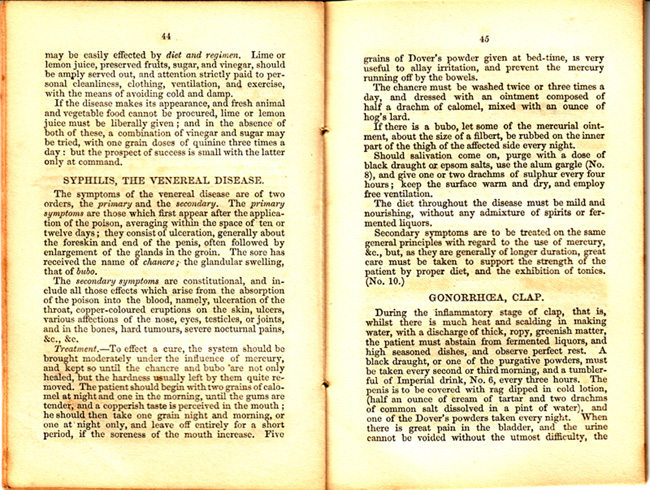 44
may be easily effected by diet and regimen. Lime or
lemon juice, preserved fruits, sugar, and vinegar, should
be amply served out, and attention strictly paid to per-
sonal cleanliness, clothing, ventilation, and exercise,
with the means of avoiding cold and damp.
If the disease makes its appearance, and fresh animal
and vegetable food cannot be procured, lime or lemon
juice must be liberally given; and in the absence of
both of these, a combination of vinegar and sugar may
be tried, with one grain doses of quinine three times a
day: but the prospect of success is small with the latter
only at command.
SYPHILIS, THE VENEREAL DISEASE.
The symptoms of the venereal disease are of two
orders, the primary and the secondary. The primary
symptoms are those which first appear after the applica-
tion of the poison, averaging within the space of ten or
twelve days; they consist of ulceration, generally about
the foreskin and end of the penis, often followed by
enlargement of the glands in the groin. The sore has
received the name of chancre; the glandular swelling,
that of bubo.
The secondary symptoms are constitutional, and in-
clude all those effects which arise from the absorption
of the poison into the blood, namely, ulceration of the
throat, copper-coloured eruptions on the skin, ulcers,
various affections of the nose, eyes, testicles, or joints,
and in the bones, hard tumours, severe nocturnal pains,
&c., &c.
Treatment.—To effect a cure, the system should be
brought moderately under the influence of mercury,
and kept so until the chancre and bubo are not only
healed, but the hardness usually left by them quite re-
moved. The patient should begin with two grains of calo-
mel at night and one in the morning, until the gums are
tender, and a copperish taste is perceived in the mouth;
he should then take one grain night and morning, or
one at night only, and leave off entirely for a short
period, if the soreness of the mouth increase. Five
45
grains of Dover's powder given at bed-time, is very
useful to allay irritation, and prevent the mercury
running off by the bowels.
The chancre must be washed twice or three times a
day, and dressed with an ointment composed of
half a drachm of calomel, mixed with an ounce of
hog's lard.
If there is a bubo, let some of the mercurial oint-
ment, about the size of a filbert, be rubbed on the inner
part of the thigh of the affected side every night.
Should salivation come on, purge with a dose of
black draught or epsom salts, use the alum gargle (No.
8), and give one or two drachms of sulphur every four
hours; keep the surface warm and dry, and employ
free ventilation.
The diet throughout the disease must be mild and
nourishing, without any admixture of spirits or fer-
mented liquors.
Secondary symptoms are to be treated on the same
general principles with regard to the use of mercury,
&c., but, as they are generally of longer duration, great
care must be taken to support the strength of the
patient by proper diet, and the exhibition of tonics.
(No. 10.)
GONORRHŒA, CLAP.
During the inflammatory stage of clap, that is,
whilst there is much heat and scalding in making
water, with a discharge of thick, ropy, greenish matter,
the patient must abstain from fermented liquors, and
high seasoned dishes, and observe perfect rest. A
black draught, or one of the purgative powders, must
be taken every second or third morning, and a tumbler-
ful of Imperial drink, No. 6, every three hours. The
penis is to be covered with rag dipped in cold lotion,
(half an ounce of cream of tartar and two drachms
of common salt dissolved in a pint of water), and
one of the Dover's powders taken every night. When
there is great pain in the bladder, and the urine
cannot be voided without the utmost difficulty, the